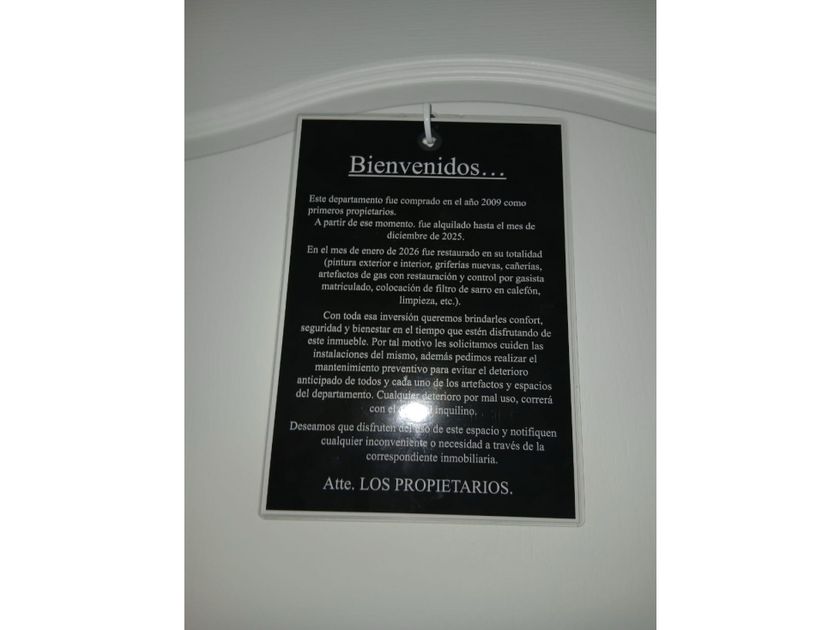 Bienvenidos...
Este departamento fue comprado en el año 2009 como
primeros propietarios.
A partir de ese momento. fue alquilado hasta el mes de
diciembre de 2025.
En el mes de enero de 2026 fue restaurado en su totalidad
(pintura exterior e interior, griferías nuevas, cañerías,
artefactos de gas con restauración y control por gasista
matriculado, colocación de filtro de sarro en calefón,
limpieza, etc.).
Con toda esa inversión queremos brindarles confort,
seguridad y bienestar en el tiempo que estén disfrutando de
este inmueble. Por tal motivo les solicitamos cuiden las
instalaciones del mismo, además pedimos realizar el
mantenimiento preventivo para evitar el deterioro
anticipado de todos y cada uno de los artefactos y espacios
del departamento. Cualquier deterioro por mal uso, correrá
con el inquilino.
Deseamos que disfruten del uso de este espacio y notifiquen
cualquier inconveniente o necesidad a través de la
correspondiente inmobiliaria.
Atte. LOS PROPIETARIOS.